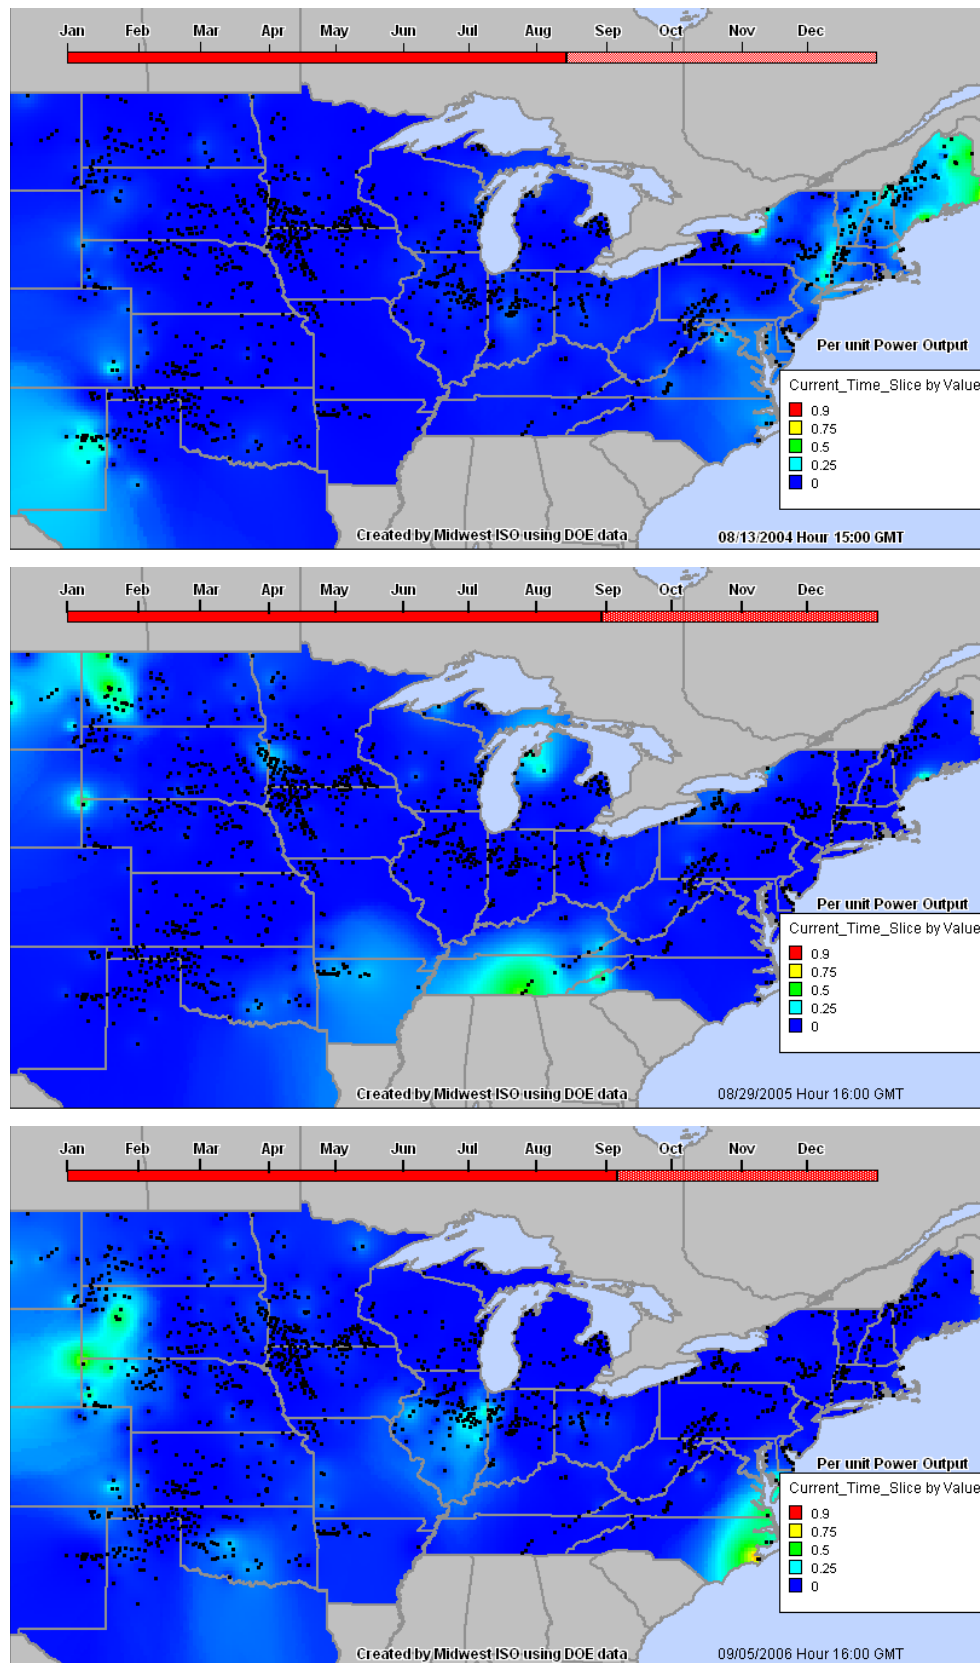 Jan Feb Mar Apr May Jun Jul Aug Sep Oct Nov Dec
Per unit Power Output
Current_Time_Slice by Value
0.9
0.75
0.5
0.25
0
Created by Midwest ISO using DOE data
08/13/2004 Hour 15:00 GMT
Jan Feb Mar Apr May Jun Jul Aug Sep Oct Nov Dec
Per unit Power Output
Current_Time_Slice by Value
0.9
0.75
0.5
0.25
0
Created by Midwest ISO using DOE data
08/29/2005 Hour 16:00 GMT
Jan Feb Mar Apr May Jun Jul Aug Sep Oct Nov Dec
Per unit Power Output
Current_Time_Slice by Value
0.9
0.75
0.5
0.25
0
Created by Midwest ISO using DOE data
09/05/2006 Hour 16:00 GMT